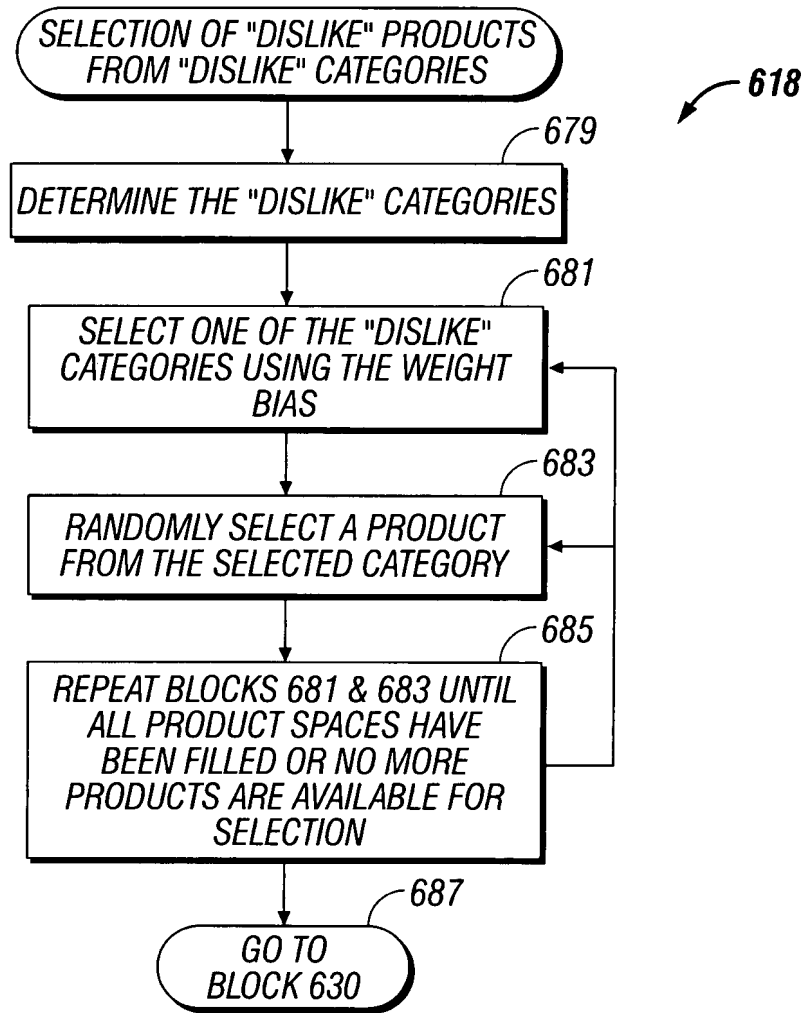 SELECTION OF "DISLIKE" PRODUCTS
FROM "DISLIKE" CATEGORIES
618
679
DETERMINE THE "DISLIKE" CATEGORIES
681
SELECT ONE OF THE "DISLIKE"
CATEGORIES USING THE WEIGHT
BIAS
683
RANDOMLY SELECT A PRODUCT
FROM THE SELECTED CATEGORY
685
REPEAT BLOCKS 681 & 683 UNTIL
ALL PRODUCT SPACES HAVE
BEEN FILLED OR NO MORE
PRODUCTS ARE AVAILABLE FOR
SELECTION
687
GO TO
BLOCK 630